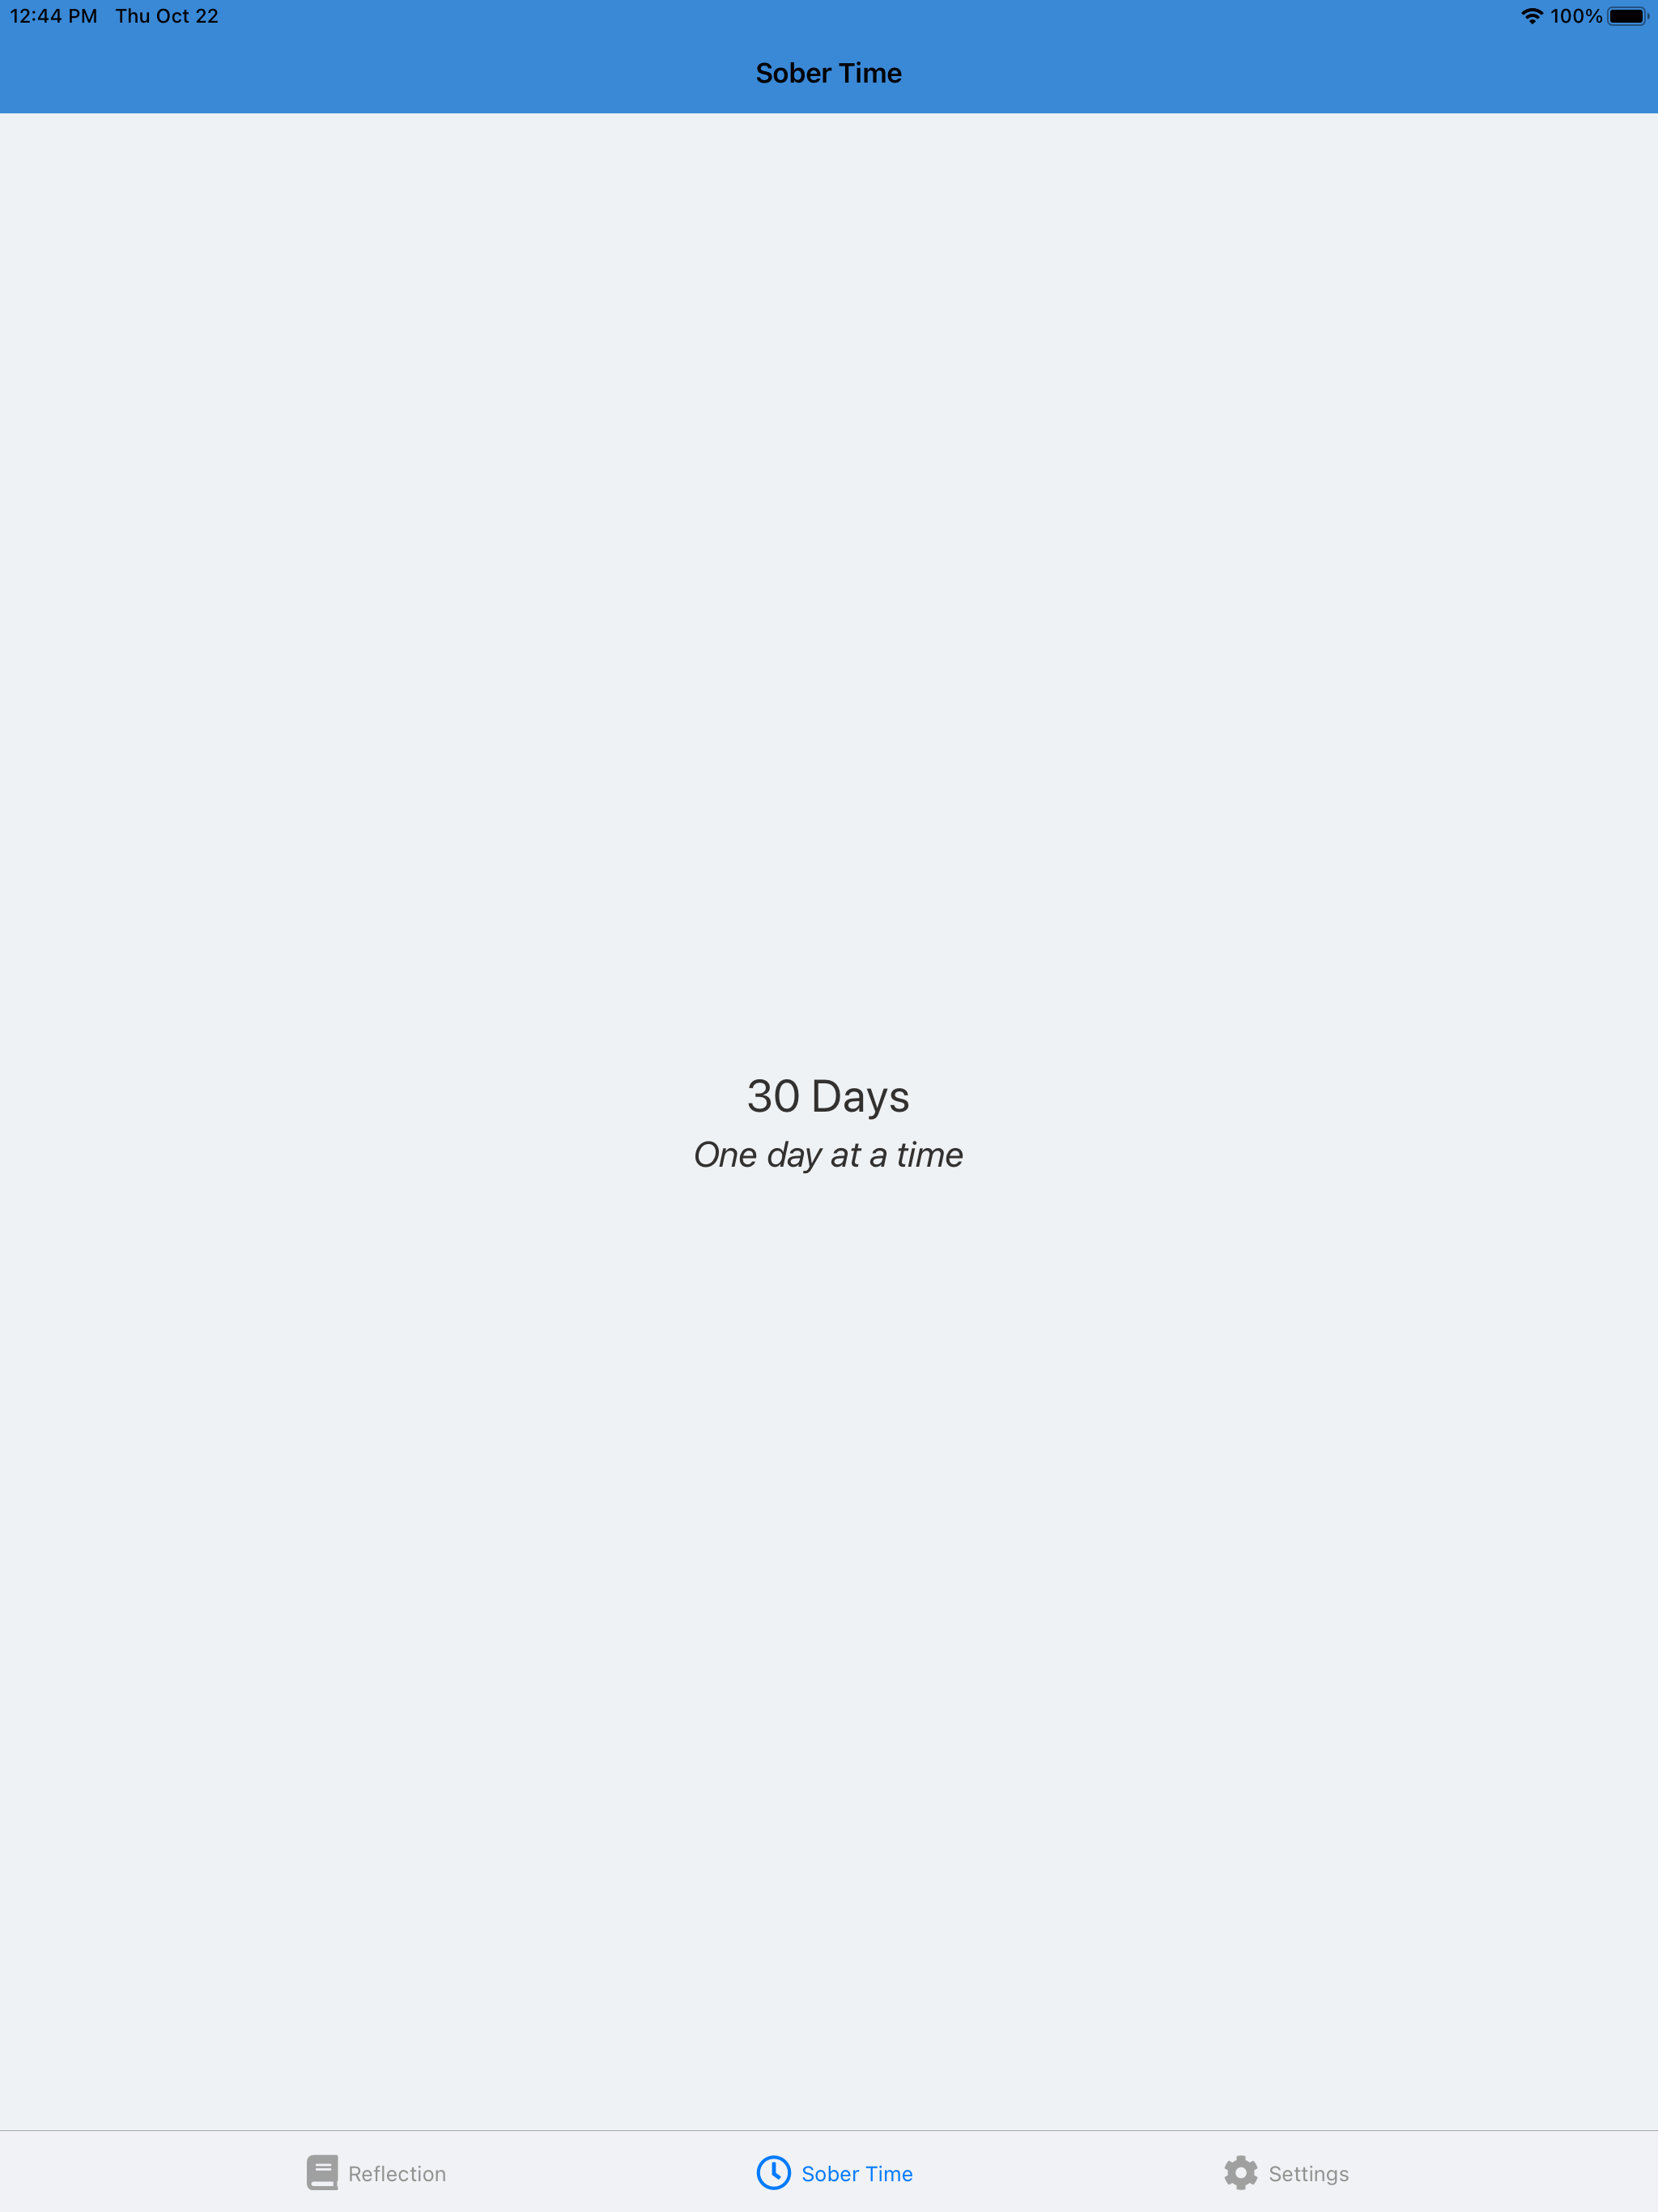 12:44 PM Thu Oct 22 100%
Sober Time
30 Days
One day at a time
Reflection Sober Time Settings